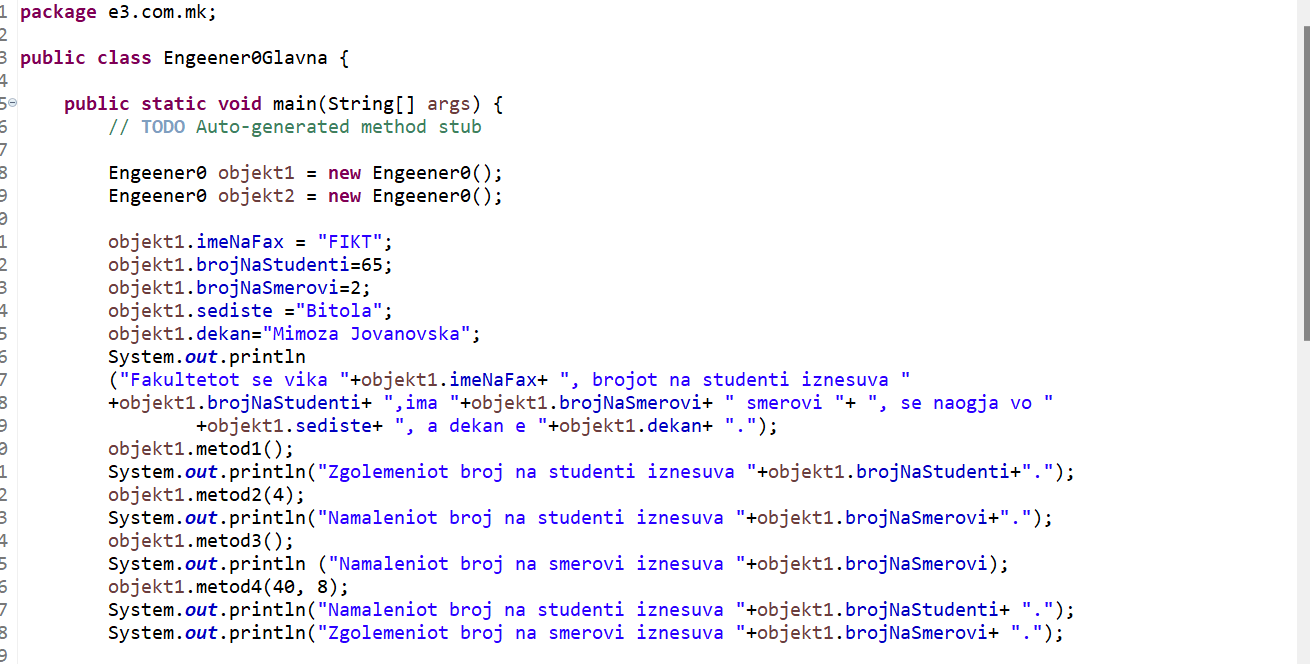 1 package e3.com.mk;
2
3 public class Engeener0Glavna {
4
5 public static void main(String[] args) {
6 // TODO Auto-generated method stub
7
8 Engeener0 objekt1 = new Engeener0();
9 Engeener0 objekt2 = new Engeener0();
0
1 objekt1.imeNaFax = "FIKT";
2 objekt1.brojNaStudenti=65;
3 objekt1.brojNaSmerovi=2;
4 objekt1.sediste ="Bitola";
5 objekt1.dekan="Mimoza Jovanovska";
6 System.out.println
7 ("Fakultetot se vika "+objekt1.imeNaFax+ ", brojot na studenti iznesuva "
8 +objekt1.brojNaStudenti+ ",ima "+objekt1.brojNaSmerovi+ " smerovi "+ ", se naogja vo "
9 +objekt1.sediste+ ", a dekan e "+objekt1.dekan+ ".");
0 objekt1.metod1();
1 System.out.println("Zgolemeniot broj na studenti iznesuva "+objekt1.brojNaStudenti+".");
2 objekt1.metod2(4);
3 System.out.println("Namaleniot broj na studenti iznesuva "+objekt1.brojNaSmerovi+".");
4 objekt1.metod3();
5 System.out.println ("Namaleniot broj na smerovi iznesuva "+objekt1.brojNaSmerovi);
6 objekt1.metod4(40, 8);
7 System.out.println("Namaleniot broj na studenti iznesuva "+objekt1.brojNaStudenti+ ".");
8 System.out.println("Zgolemeniot broj na smerovi iznesuva "+objekt1.brojNaSmerovi+ ".");
9